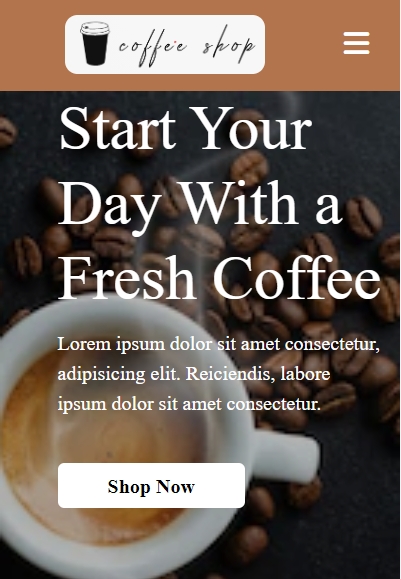 coffee shop
Start Your
Day With a
Fresh Coffee
Lorem ipsum dolor sit amet consectetur,
adipisicing elit. Reiciendis, labore
ipsum dolor sit amet consectetur.
Shop Now